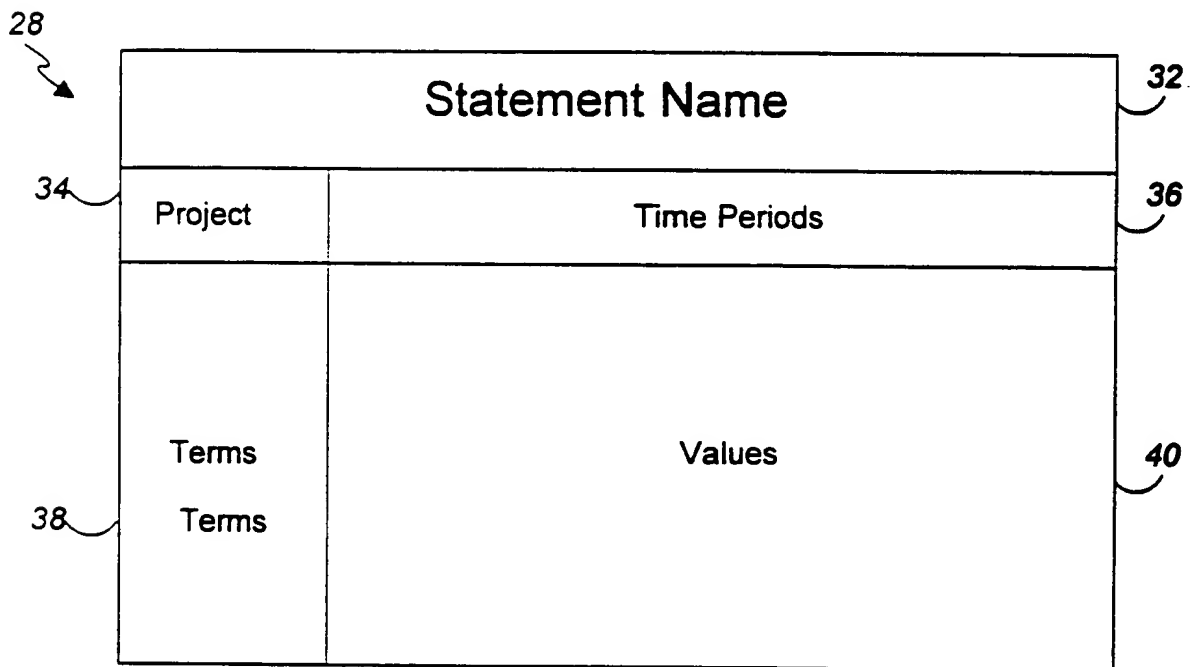 28
Statement Name
32
34
Project
Time Periods
36
Terms
Values
40
38
Terms